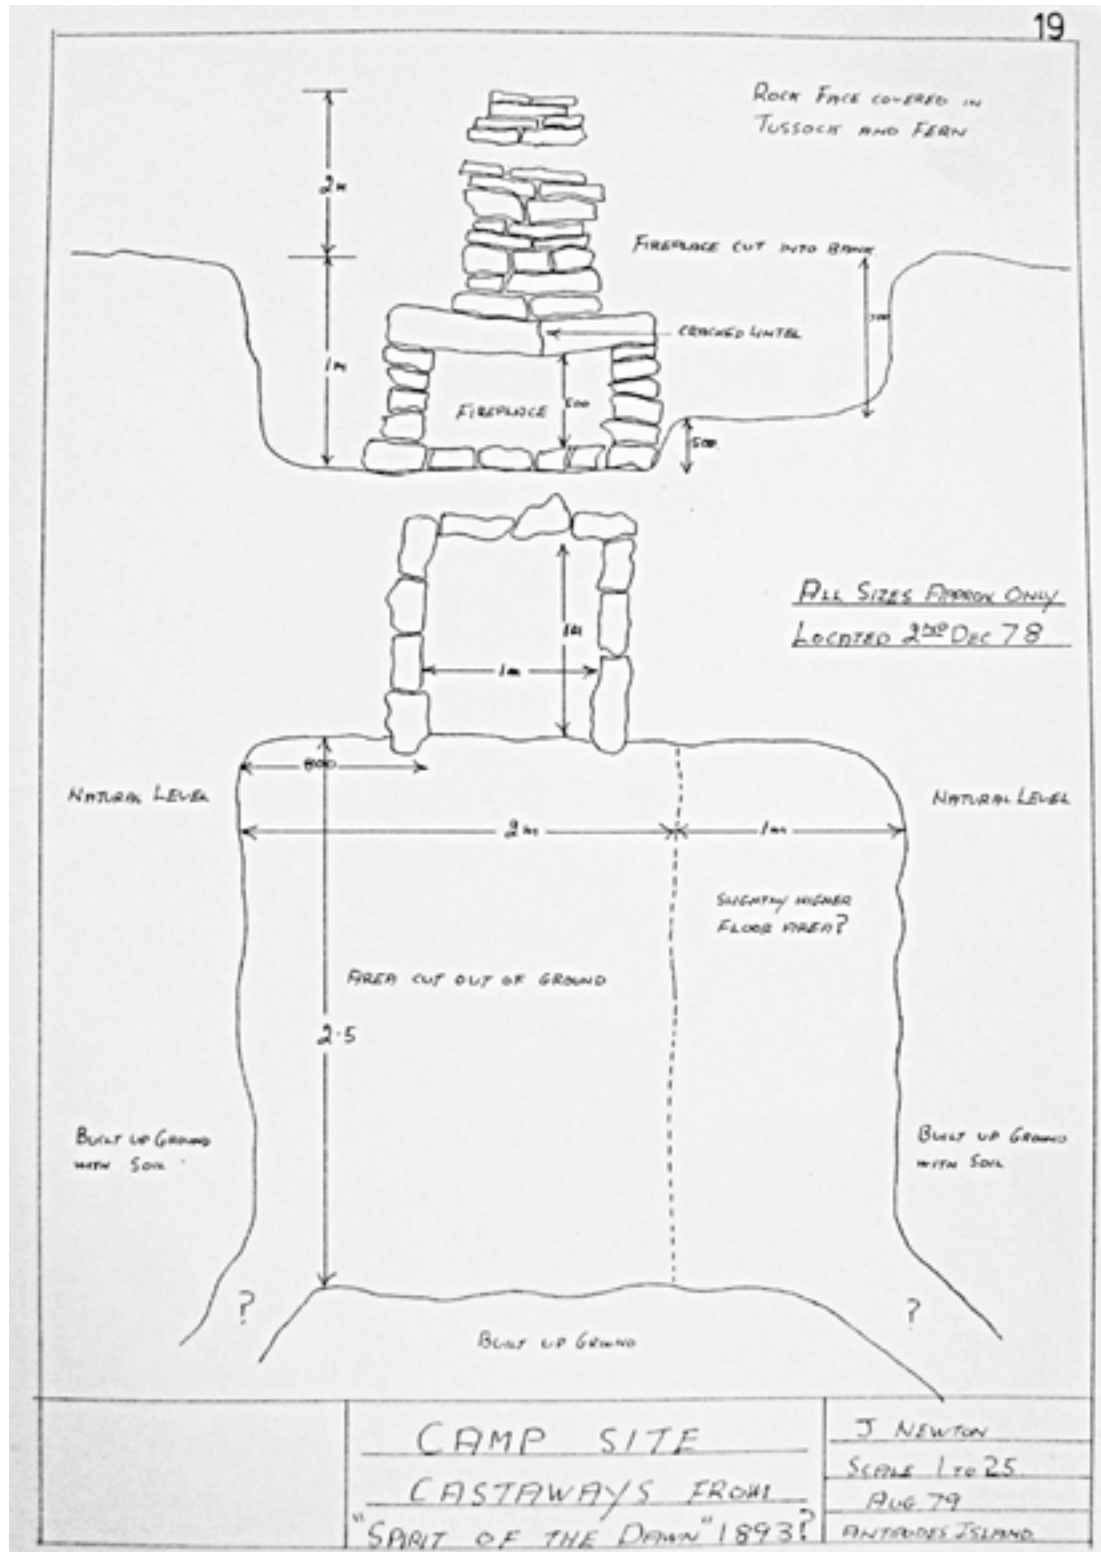 19
ROCK FACE COVERED IN
TUSSOCK AND FERN
2M
FIREPLACE CUT INTO BANK
CRACKED LINTEL
1M
FIREPLACE
500
500
ALL SIZES APPROX ONLY
LOCATED 2ND DEC 78
1M
1m
800
NATURAL LEVEL
NATURAL LEVEL
2m
1m
SLIGHTLY HIGHER
FLOOR AREA?
AREA CUT OUT OF GROUND
2.5
BUILT UP GROUND
WITH SOIL
BUILT UP GROUND
WITH SOIL
?
?
BUILT UP GROUND
CAMP SITE
CASTAWAYS FROM
"SPIRIT OF THE DAWN" 1893?
J NEWTON
SCALE 1 TO 25
AUG 79
ANTIPODES ISLAND